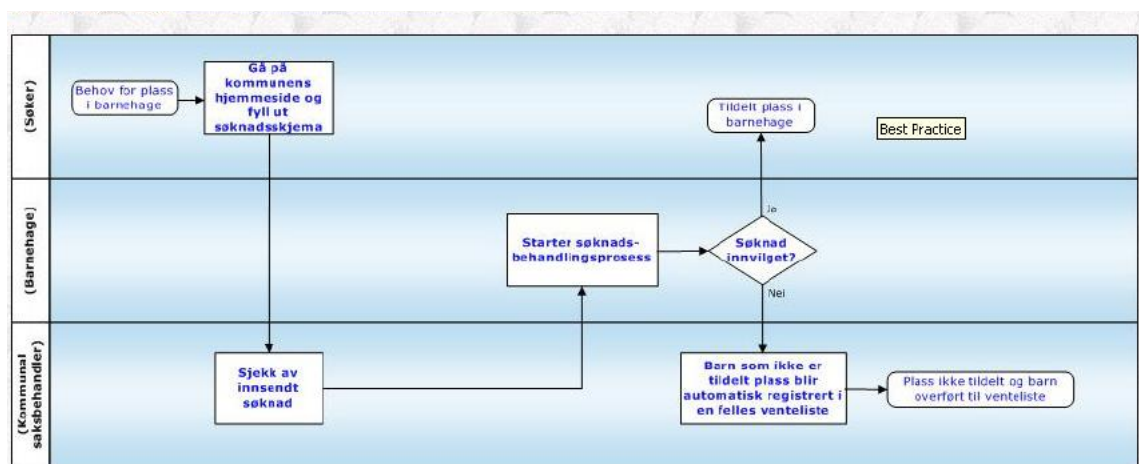 (Søker)
Behov for plass
i barnehage
Gå på
kommunens
hjemmeside og
fyll ut
søknadsskjema
Tildelt plass i
barnehage
Best Practice
(Barnehage)
Starter søknads-
behandlingsprosess
Ja
Søknad
innvilget?
Nei
(Kommunal
saksbehandler)
Sjekk av
innsendt
søknad
Barn som ikke er
tildelt plass blir
automatisk registrert i
en felles venteliste
Plass ikke tildelt og barn
overført til venteliste